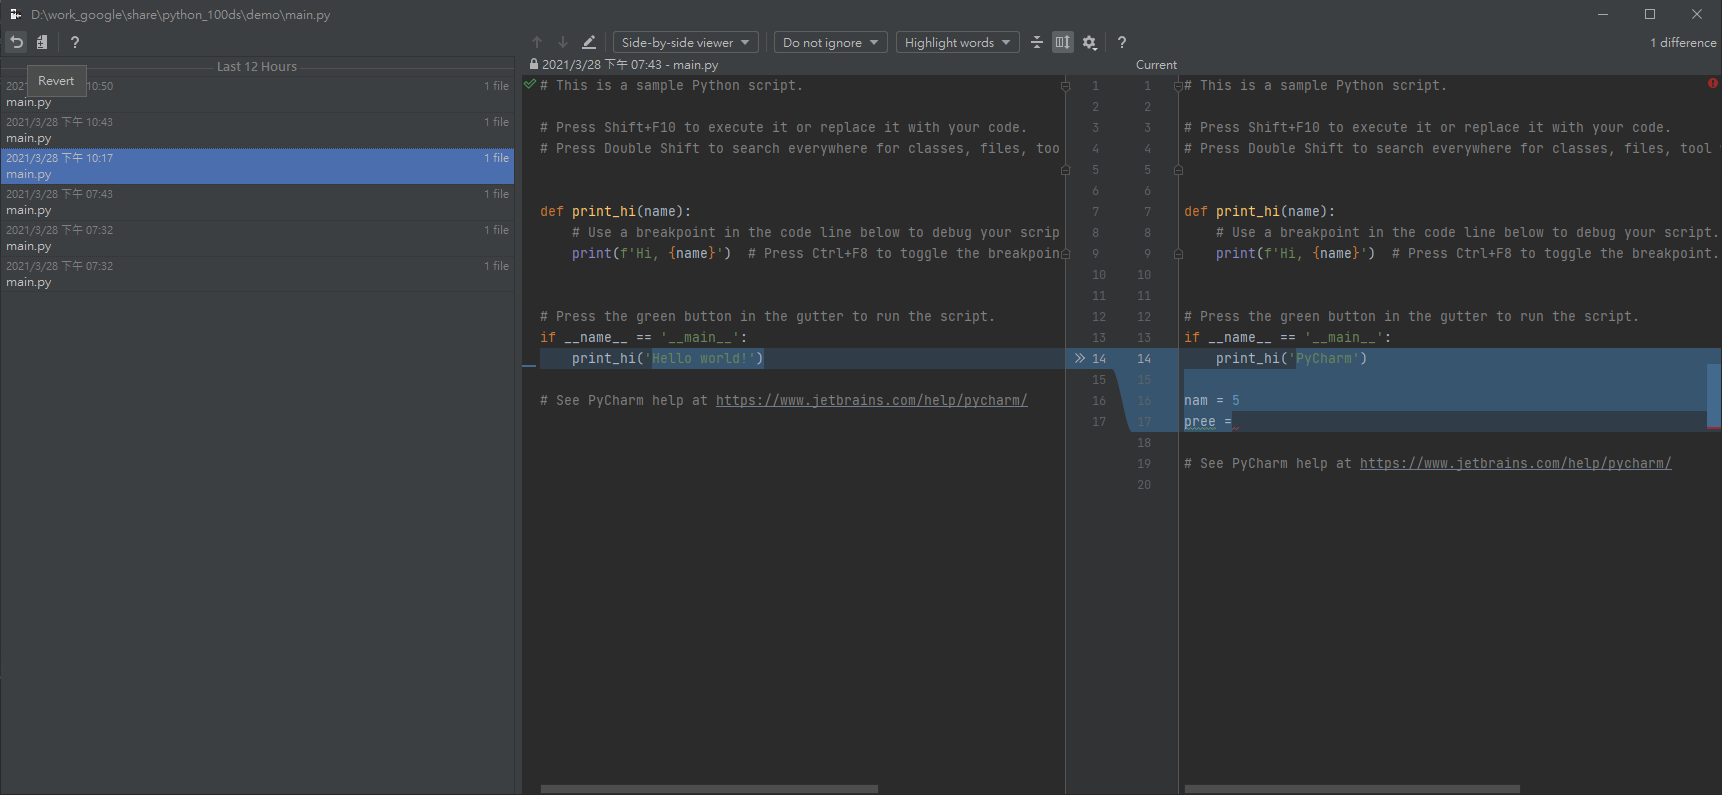 D:\work_google\share\python_100ds\demo\main.py
?
Side-by-side viewer
Do not ignore
Highlight words
?
1 difference
Last 12 Hours
Revert
2021/3/28 下午 07:43 - main.py
Current
10:50
1 file
main.py
2021/3/28 下午 10:43
1 file
main.py
2021/3/28 下午 10:17
1 file
main.py
2021/3/28 下午 07:43
1 file
main.py
2021/3/28 下午 07:32
1 file
main.py
2021/3/28 下午 07:32
1 file
main.py
# This is a sample Python script.
# Press Shift+F10 to execute it or replace it with your code.
# Press Double Shift to search everywhere for classes, files, too
def print_hi(name):
# Use a breakpoint in the code line below to debug your scrip
print(f'Hi, {name}')  # Press Ctrl+F8 to toggle the breakpoin
# Press the green button in the gutter to run the script.
if __name__ == '__main__':
print_hi('Hello world!')
# See PyCharm help at https://www.jetbrains.com/help/pycharm/
1 1
2 2
3 3
4 4
5 5
6 6
7 7
8 8
9 9
10 10
11 11
12 12
13 13
14 14
15 15
16 16
17 17
18
19
20
# This is a sample Python script.
# Press Shift+F10 to execute it or replace it with your code.
# Press Double Shift to search everywhere for classes, files, tool
def print_hi(name):
# Use a breakpoint in the code line below to debug your script.
print(f'Hi, {name}')  # Press Ctrl+F8 to toggle the breakpoint.
# Press the green button in the gutter to run the script.
if __name__ == '__main__':
print_hi('PyCharm')
nam = 5
pree =
# See PyCharm help at https://www.jetbrains.com/help/pycharm/